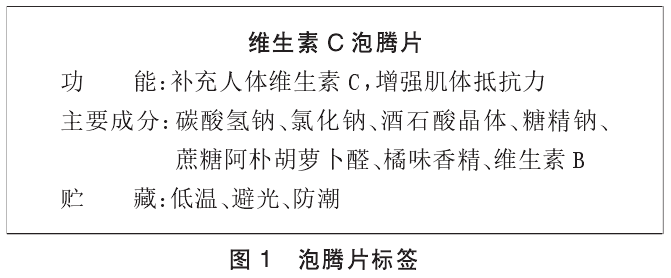 维生素C泡腾片
功 能:补充人体维生素C,增强肌体抵抗力
主要成分:碳酸氢钠、氯化钠、酒石酸晶体、糖精钠、
蔗糖阿朴胡萝卜醛、橘味香精、维生素B
贮 藏:低温、避光、防潮
图1 泡腾片标签